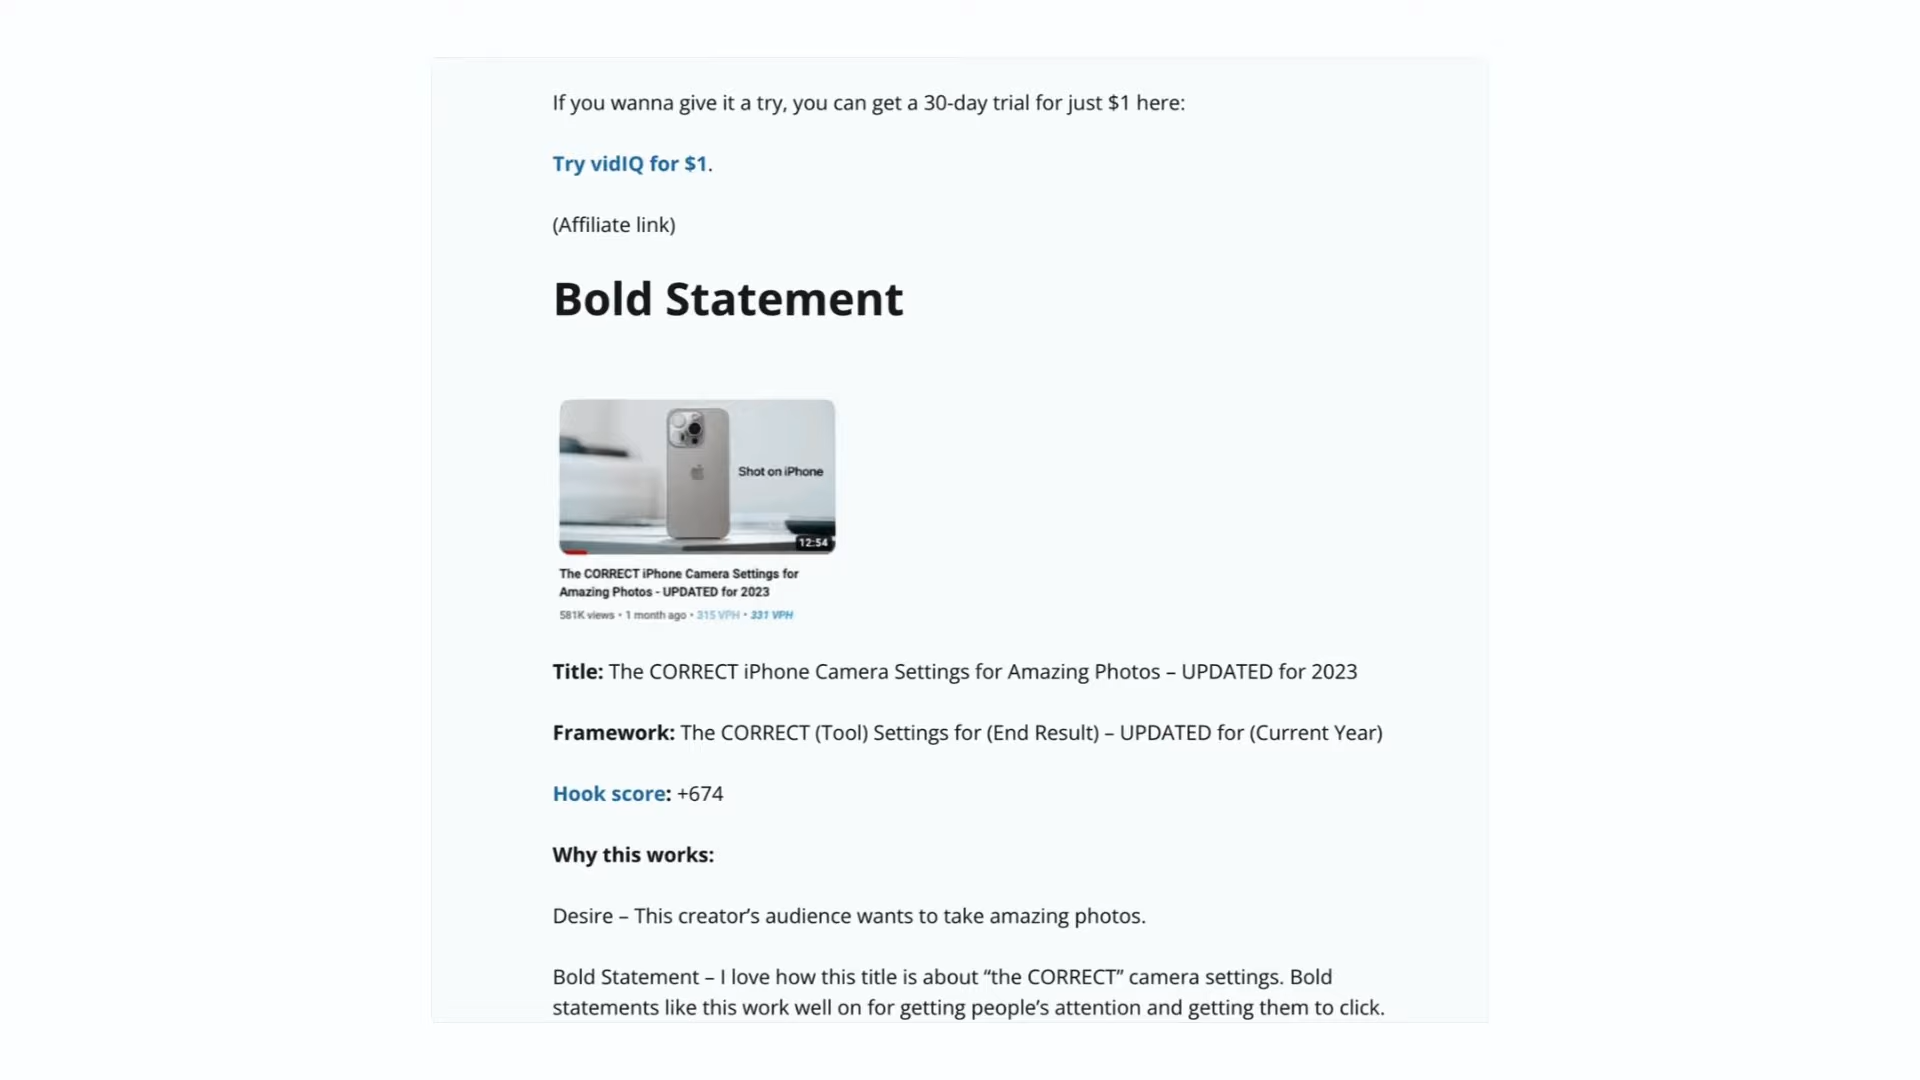 If you wanna give it a try, you can get a 30-day trial for just $1 here:
Try vidIQ for $1.
(Affiliate link)
Bold Statement
Shot on iPhone
12:54
The CORRECT iPhone Camera Settings for
Amazing Photos - UPDATED for 2023
581K views • 1 month ago • 315 VPH • 331 VPH
Title: The CORRECT iPhone Camera Settings for Amazing Photos – UPDATED for 2023
Framework: The CORRECT (Tool) Settings for (End Result) – UPDATED for (Current Year)
Hook score: +674
Why this works:
Desire – This creator’s audience wants to take amazing photos.
Bold Statement – I love how this title is about “the CORRECT” camera settings. Bold
statements like this work well on for getting people’s attention and getting them to click.